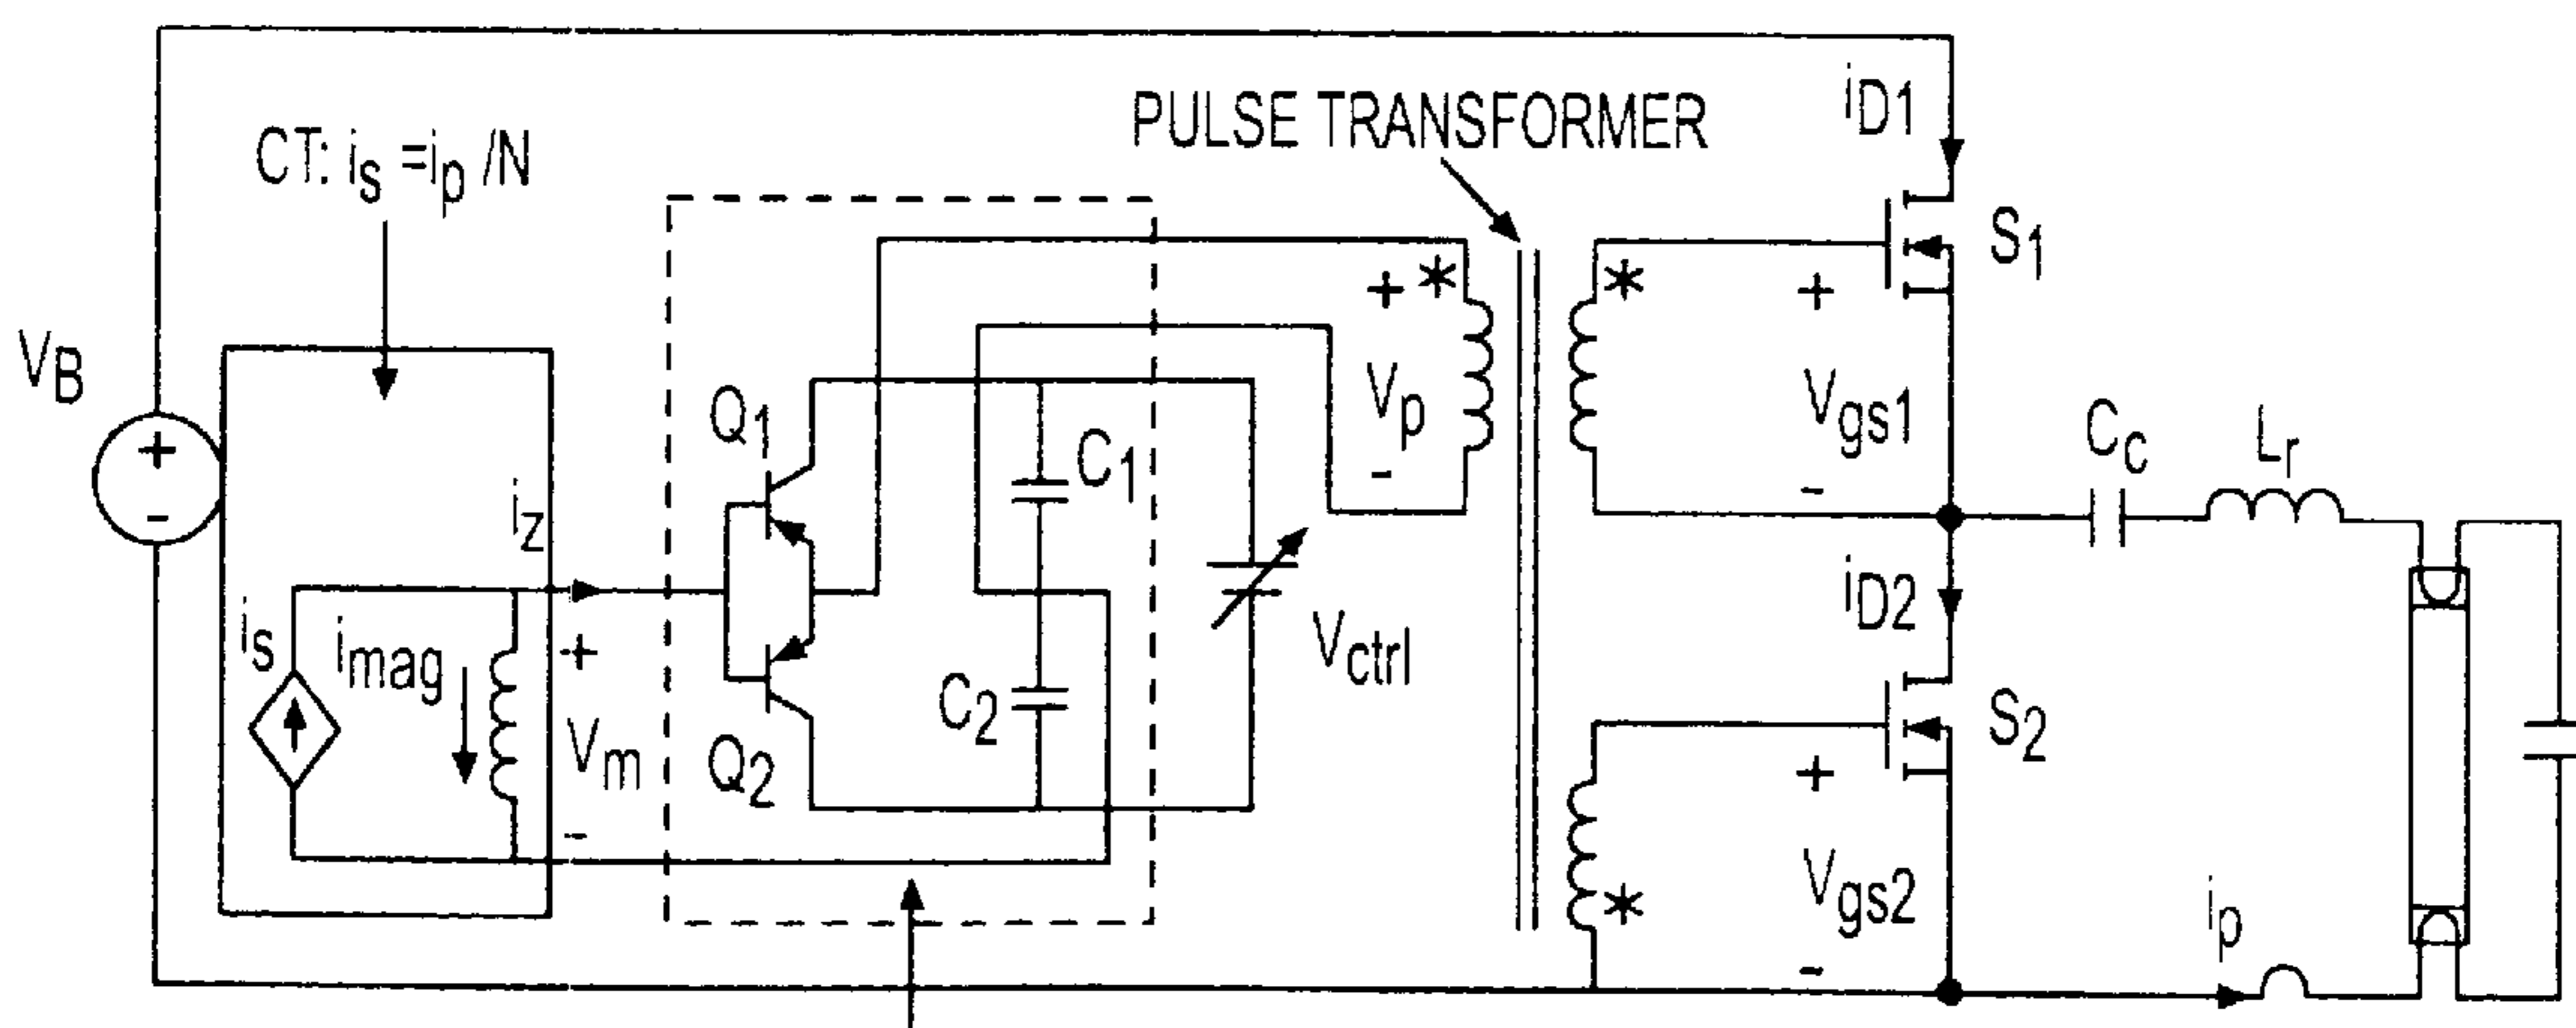 PULSE TRANSFORMER
iD1
CT: is =ip /N
S1
+ * *
+
VB
Vp
Vgs1
Q1
C1
Cc
Lr
+
-
-
-
iz
iD2
is
imag
+
Vctrl
Vm
C2
S2
Q2
+
-
Vgs2
*
ip
-